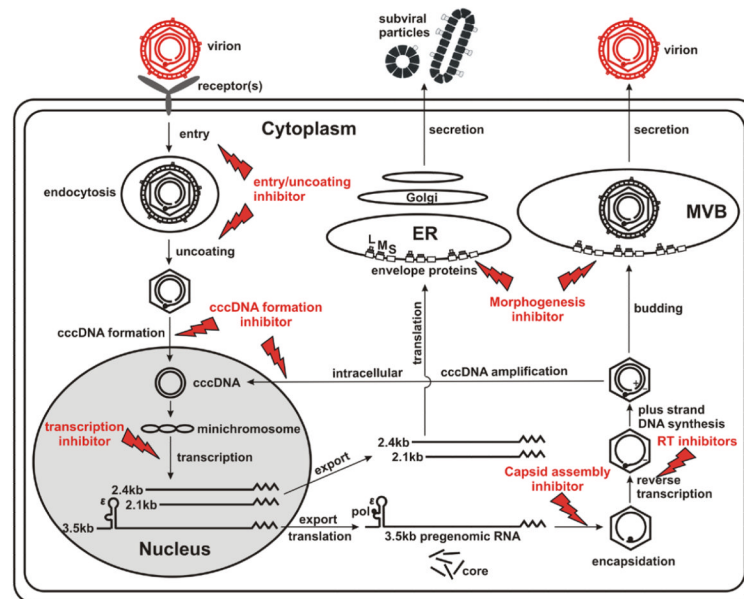 virion
receptor(s)
subviral
particles
virion
Cytoplasm
entry
secretion
secretion
endocytosis
entry/uncoating
inhibitor
Golgi
ER
MVB
L M S
envelope proteins
uncoating
Morphogenesis
inhibitor
cccDNA formation
cccDNA formation
inhibitor
translation
budding
cccDNA
intracellular cccDNA amplification
+
-
minichromosome
plus strand
DNA synthesis
transcription
inhibitor
transcription
2.4kb
2.1kb
-
RT inhibitors
reverse
transcription
export
Capsid assembly
inhibitor
2.4kb
2.1kb
ε
3.5kb
export
translation
ε
pol
3.5kb pregenomic RNA
Nucleus
core
encapsidation